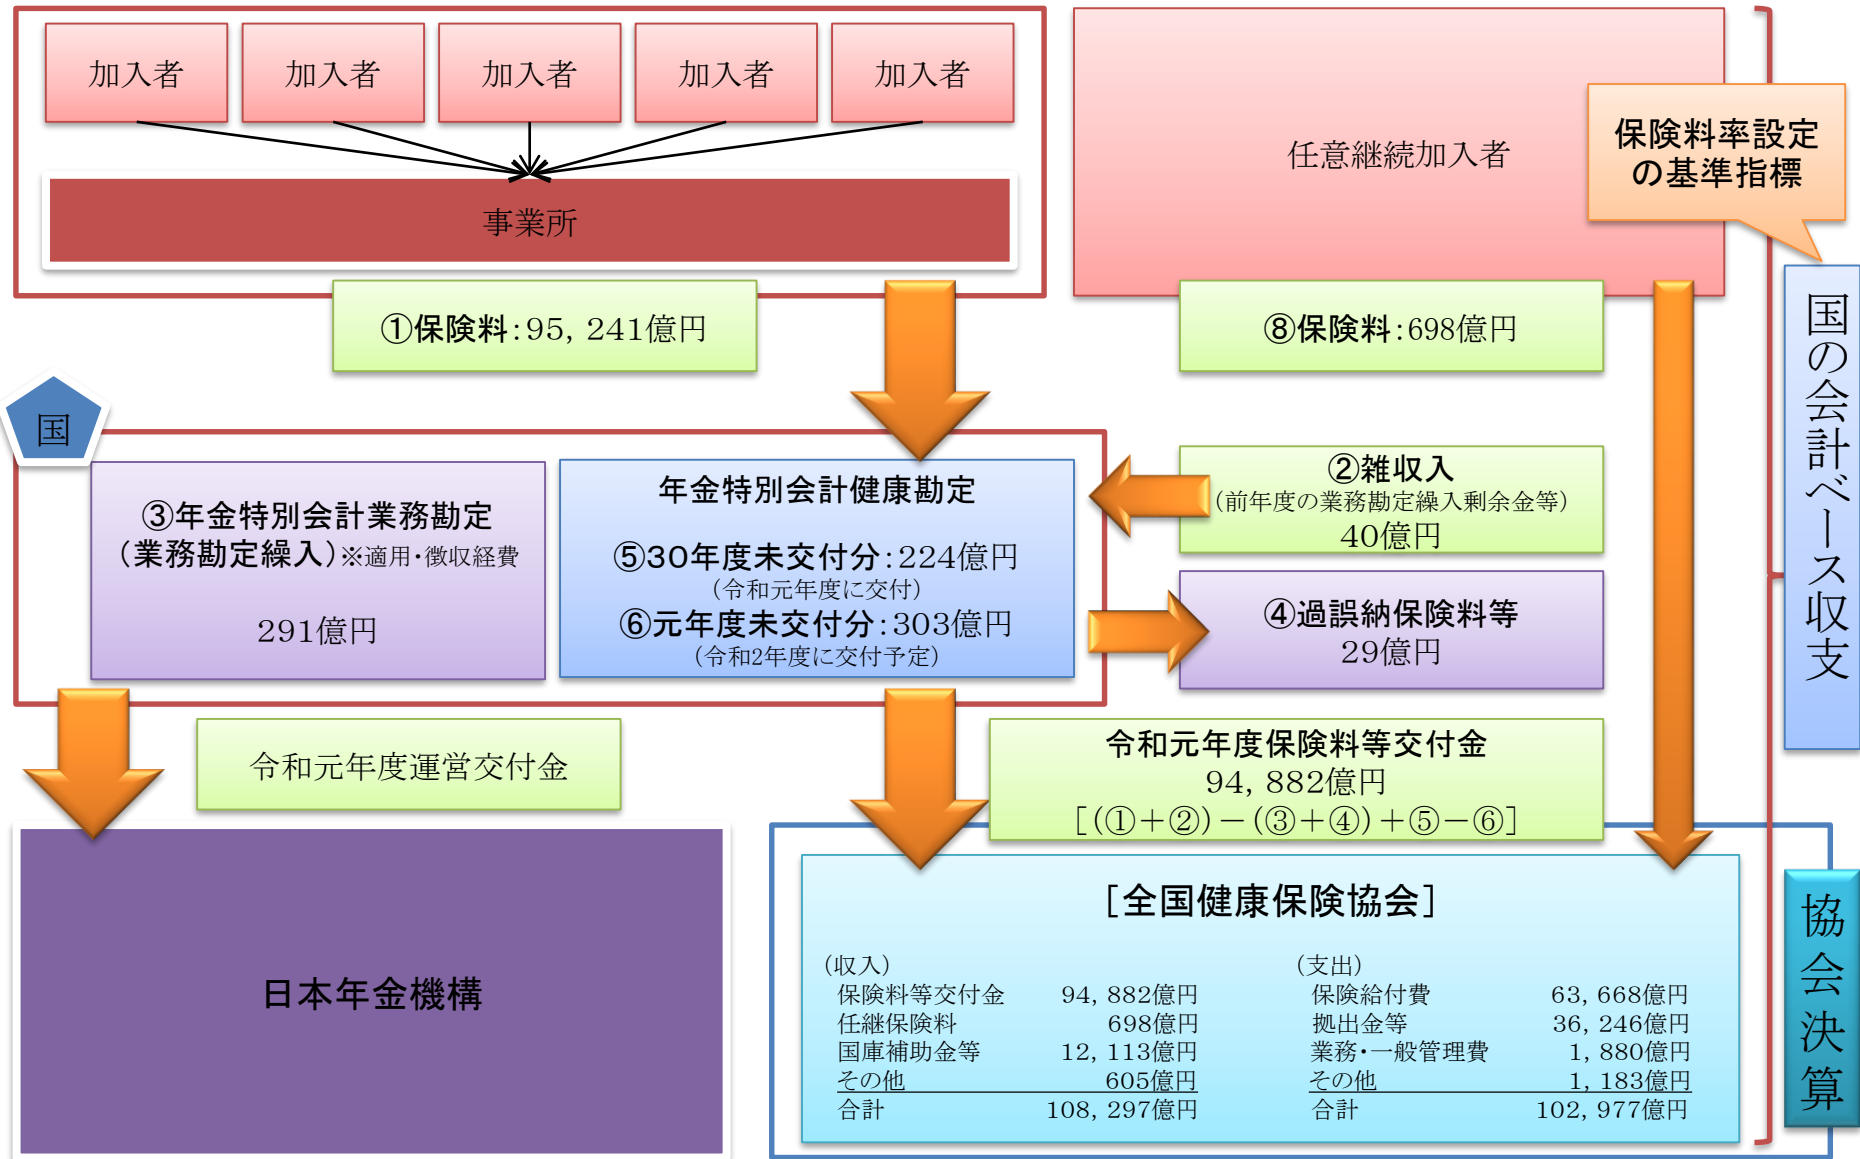 加入者
加入者
加入者
加入者
加入者
事業所
任意継続加入者
保険料率設定
の基準指標
①保険料：95，241億円
⑧保険料：698億円
国の会計ベース収支
国
③年金特別会計業務勘定
（業務勘定繰入）※適用・徴収経費
291億円
年金特別会計健康勘定
⑤30年度未交付分：224億円
（令和元年度に交付）
⑥元年度未交付分：303億円
（令和2年度に交付予定）
②雑収入
（前年度の業務勘定繰入剰余金等）
40億円
④過誤納保険料等
29億円
令和元年度運営交付金
令和元年度保険料等交付金
94，882億円
［（①＋②）－（③＋④）＋⑤－⑥］
日本年金機構
［全国健康保険協会］
（収入）
保険料等交付金 94，882億円
任継保険料 698億円
国庫補助金等 12，113億円
その他 605億円
合計 108，297億円
（支出）
保険給付費 63，668億円
拠出金等 36，246億円
業務・一般管理費 1，880億円
その他 1，183億円
合計 102，977億円
協会決算